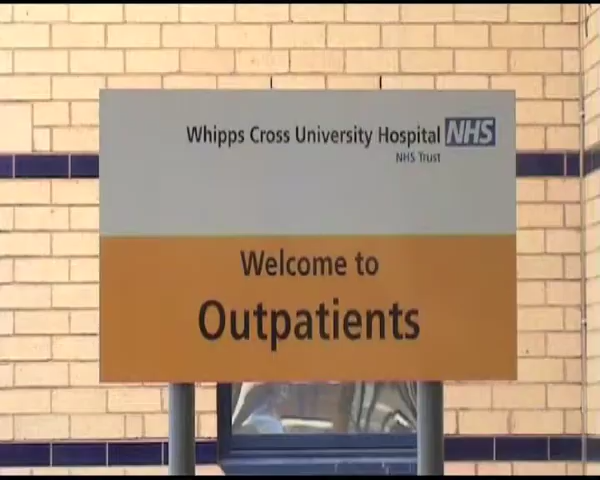 Whipps Cross University Hospital NHS
NHS Trust
Welcome to
Outpatients